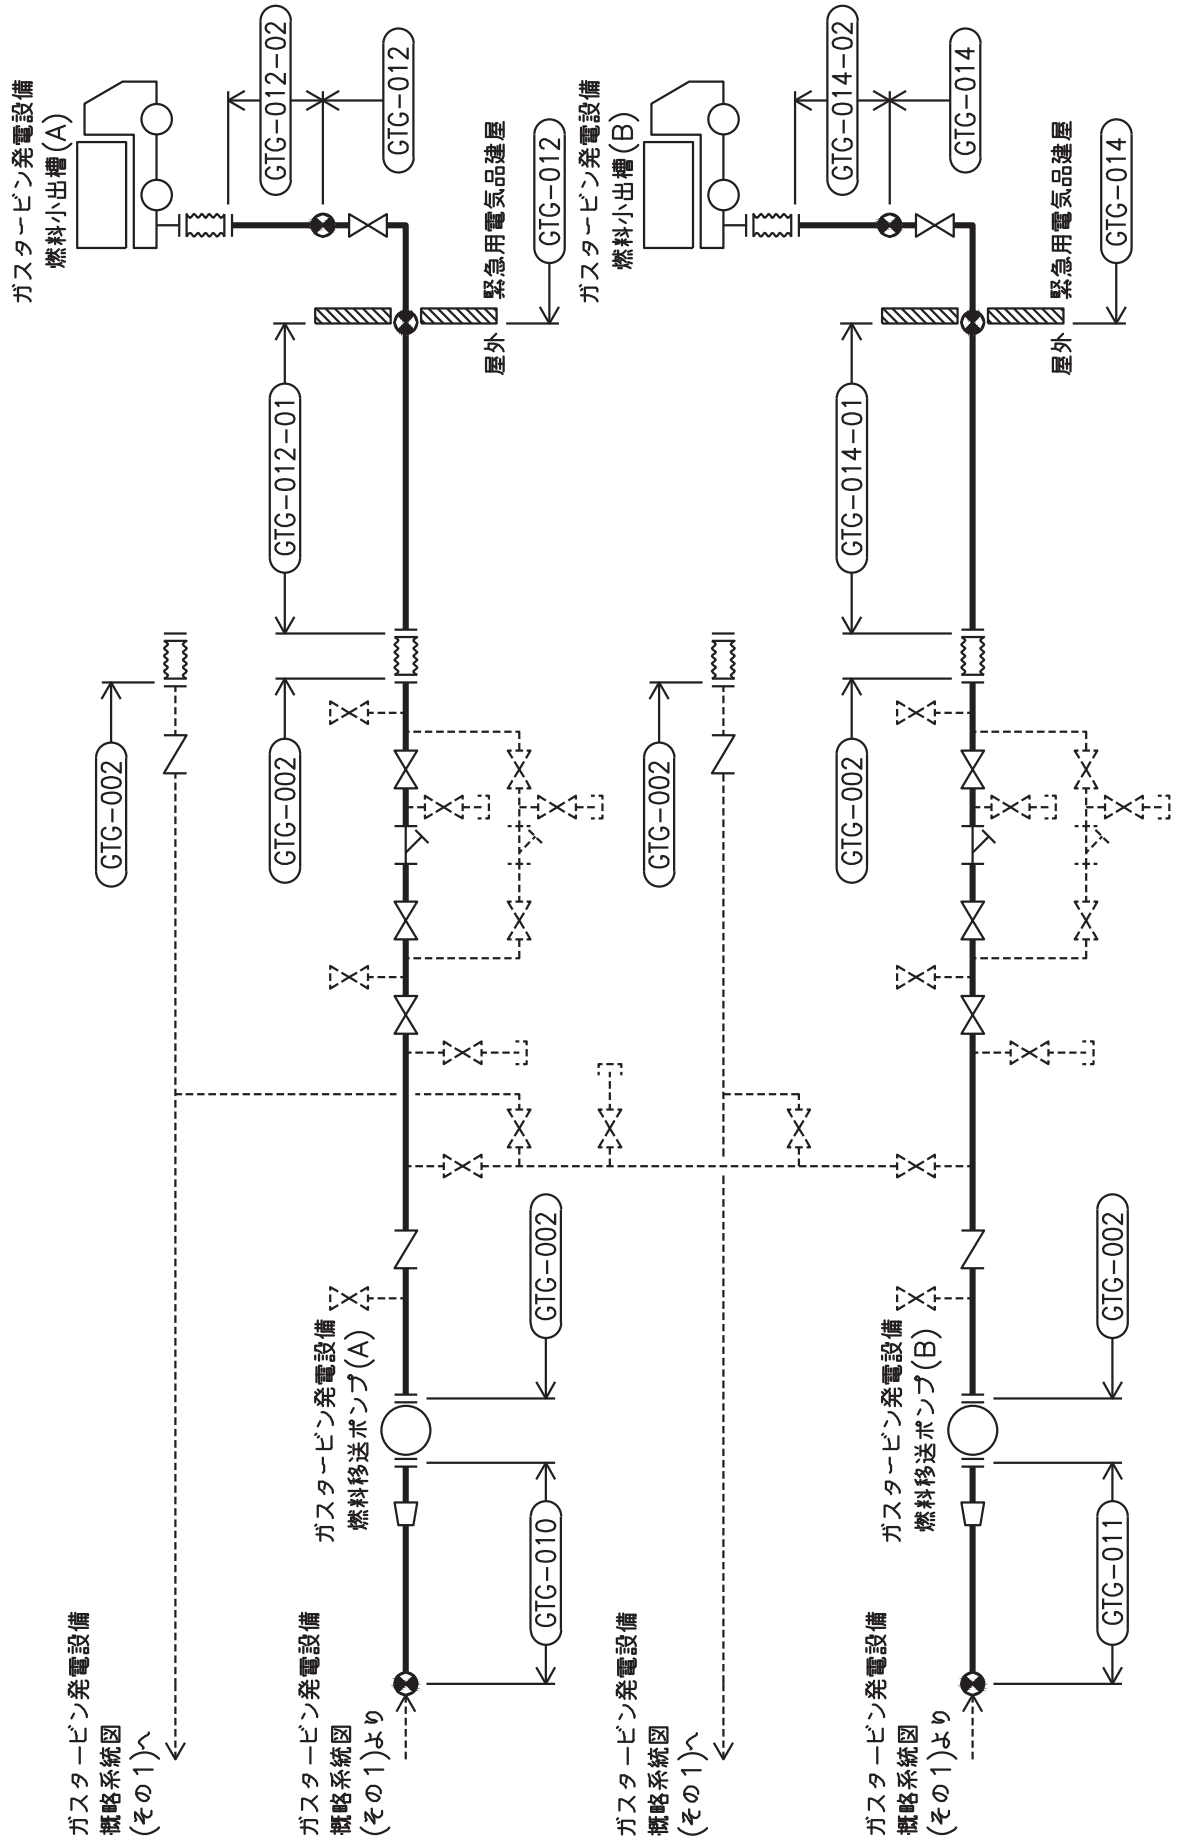 ガスタービン発電設備
概略系統図
(その1)へ
ガスタービン発電設備
概略系統図
(その1)より
ガスタービン発電設備
概略系統図
(その1)へ
ガスタービン発電設備
概略系統図
(その1)より
GTG-010
GTG-011
ガスタービン発電設備
燃料移送ポンプ(A)
ガスタービン発電設備
燃料移送ポンプ(B)
GTG-002
GTG-002
GTG-002
GTG-002
GTG-002
GTG-002
GTG-012-01
GTG-014-01
屋外
緊急用電気品建屋
屋外
緊急用電気品建屋
GTG-012
GTG-014
ガスタービン発電設備
燃料小出槽(A)
ガスタービン発電設備
燃料小出槽(B)
GTG-012-02
GTG-012
GTG-014-02
GTG-014